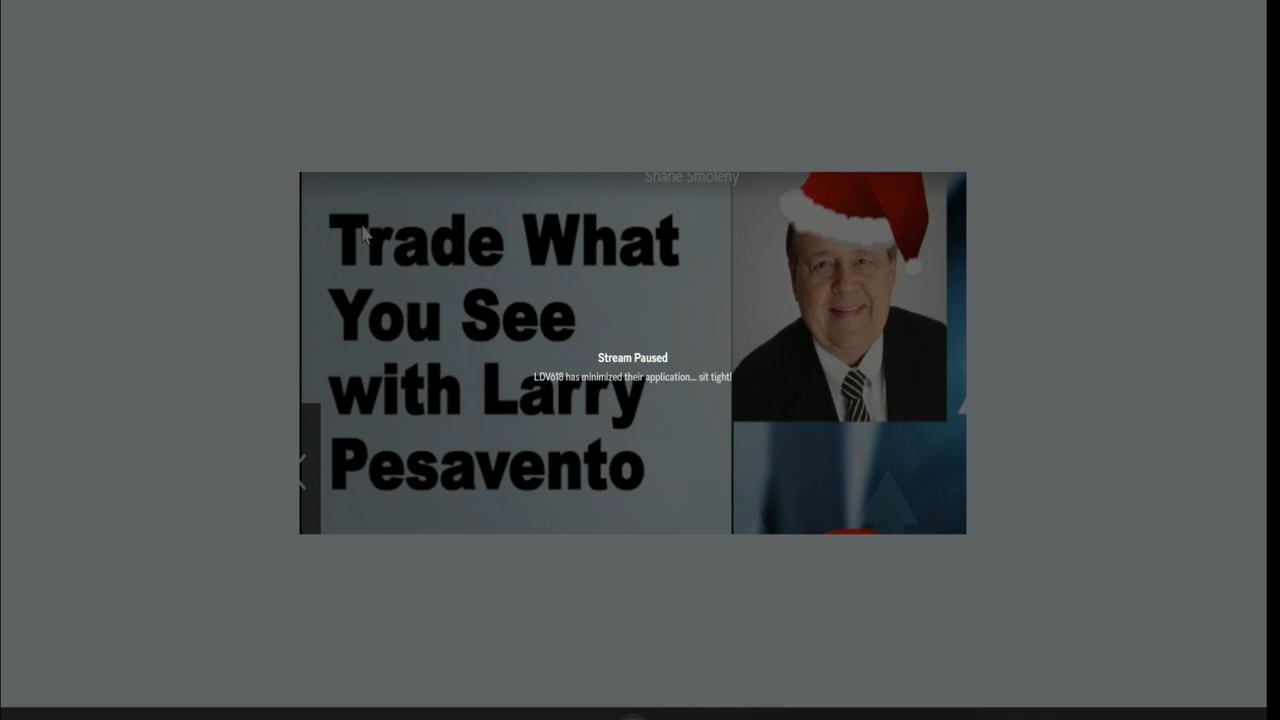 Shane Smoleny
Trade What
You See
with Larry
Pesavento
Stream Paused
LDV618 has minimized their application... sit tight!